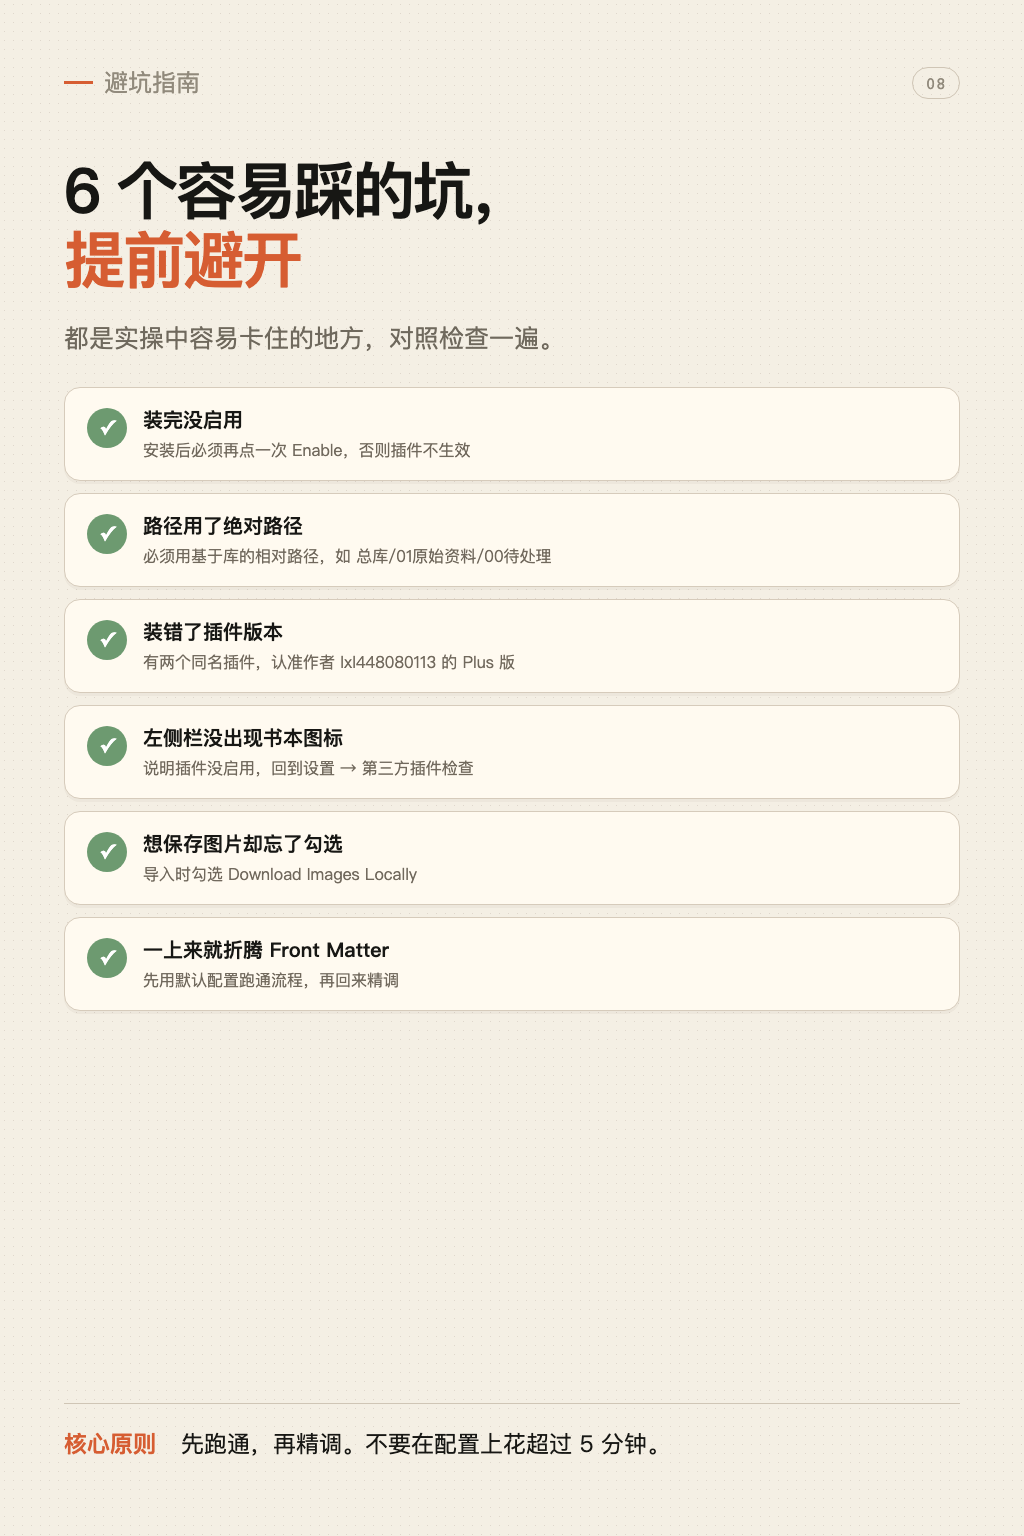 避坑指南
08
6 个容易踩的坑，
提前避开
都是实操中容易卡住的地方，对照检查一遍。
装完没启用
安装后必须再点一次 Enable，否则插件不生效
路径用了绝对路径
必须用基于库的相对路径，如 总库/01原始资料/00待处理
装错了插件版本
有两个同名插件，认准作者 lxl448080113 的 Plus 版
左侧栏没出现书本图标
说明插件没启用，回到设置 → 第三方插件检查
想保存图片却忘了勾选
导入时勾选 Download Images Locally
一上来就折腾 Front Matter
先用默认配置跑通流程，再回来精调
核心原则 先跑通，再精调。不要在配置上花超过 5 分钟。